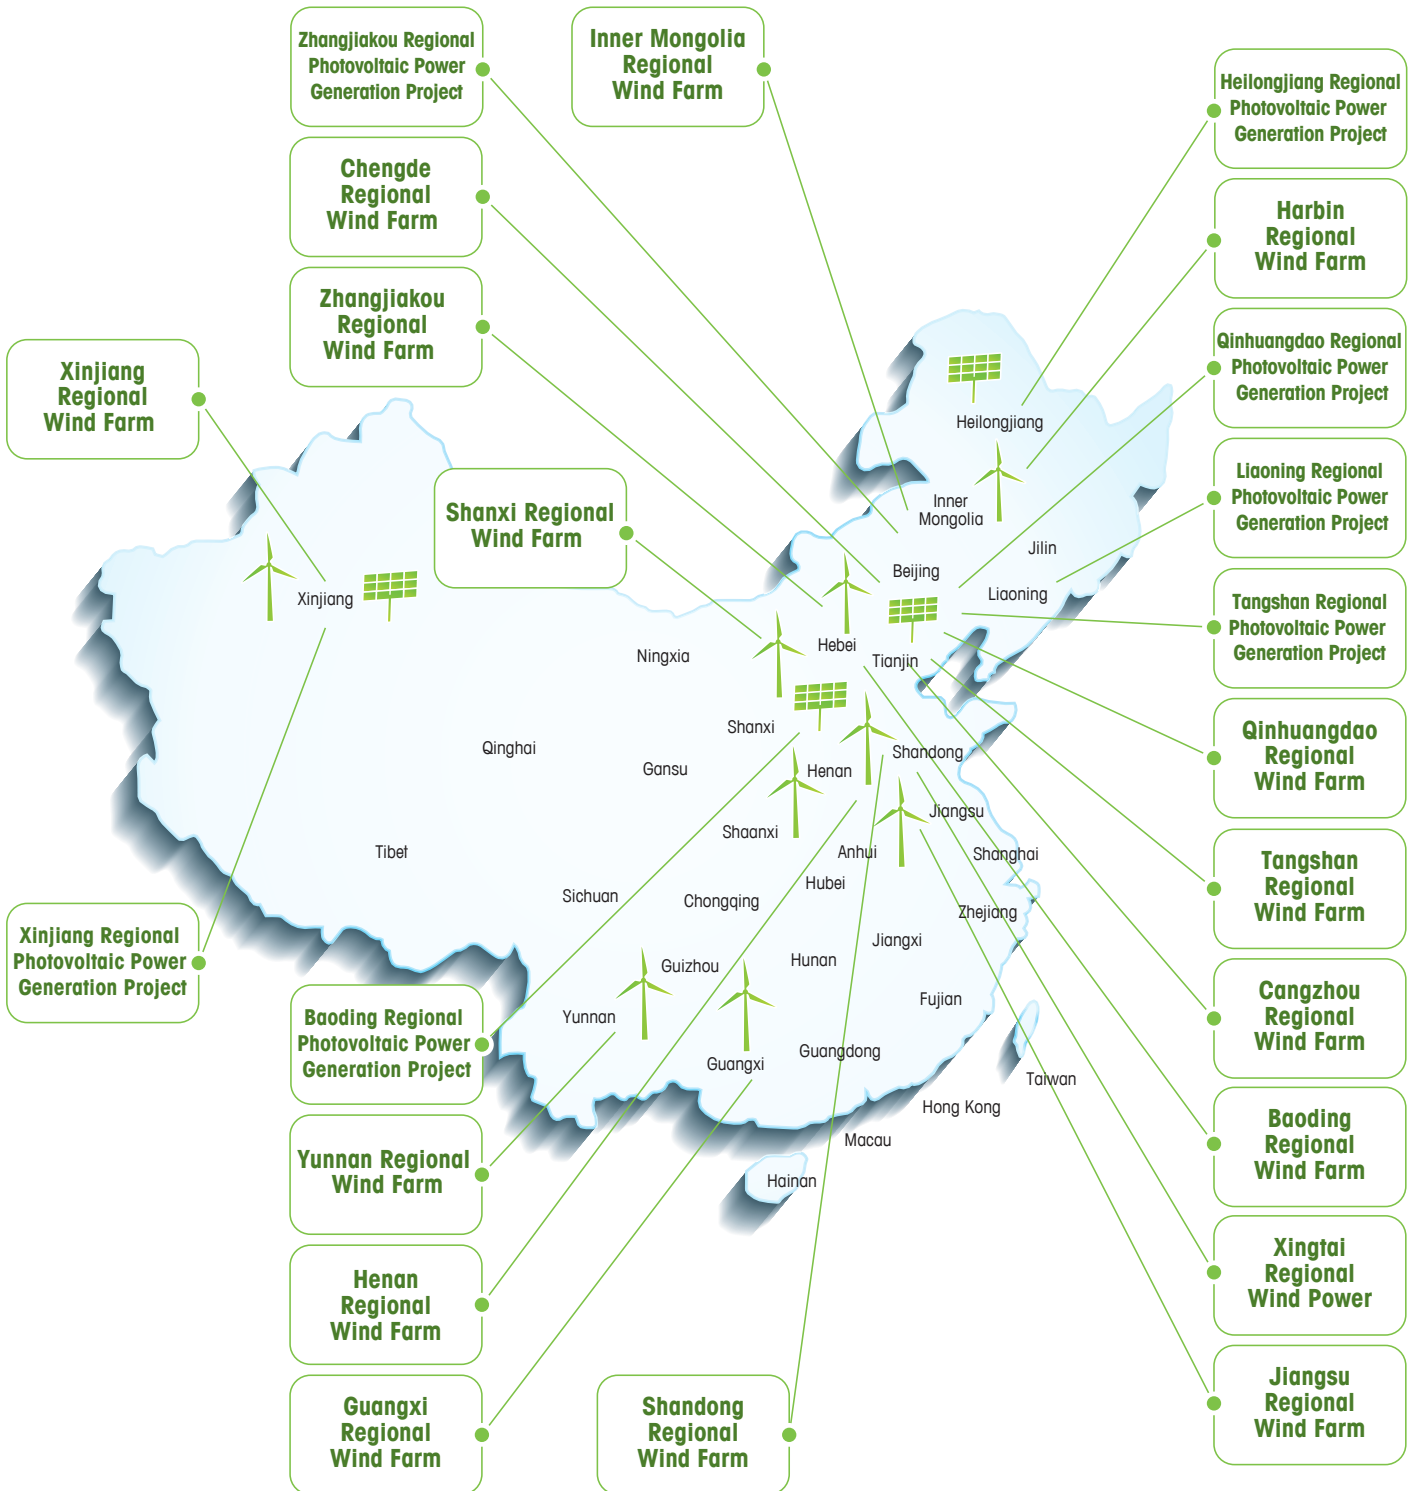 Zhangjiakou Regional
Photovoltaic Power
Generation Project
Inner Mongolia
Regional
Wind Farm
Heilongjiang Regional
Photovoltaic Power
Generation Project
Chengde
Regional
Wind Farm
Harbin
Regional
Wind Farm
Zhangjiakou
Regional
Wind Farm
Qinhuangdao Regional
Photovoltaic Power
Generation Project
Xinjiang
Regional
Wind Farm
Shanxi Regional
Wind Farm
Liaoning Regional
Photovoltaic Power
Generation Project
Tangshan Regional
Photovoltaic Power
Generation Project
Qinhuangdao
Regional
Wind Farm
Tangshan
Regional
Wind Farm
Cangzhou
Regional
Wind Farm
Baoding
Regional
Wind Farm
Xingtai
Regional
Wind Power
Jiangsu
Regional
Wind Farm
Xinjiang Regional
Photovoltaic Power
Generation Project
Baoding Regional
Photovoltaic Power
Generation Project
Yunnan Regional
Wind Farm
Henan
Regional
Wind Farm
Guangxi
Regional
Wind Farm
Shandong
Regional
Wind Farm
Heilongjiang
Inner
Mongolia
Jilin
Beijing
Liaoning
Xinjiang
Hebei
Ningxia
Tianjin
Shanxi
Qinghai
Shandong
Gansu
Henan
Jiangsu
Shaanxi
Tibet
Anhui
Shanghai
Hubei
Sichuan
Chongqing
Zhejiang
Jiangxi
Hunan
Guizhou
Fujian
Yunnan
Guangdong
Guangxi
Taiwan
Hong Kong
Macau
Hainan